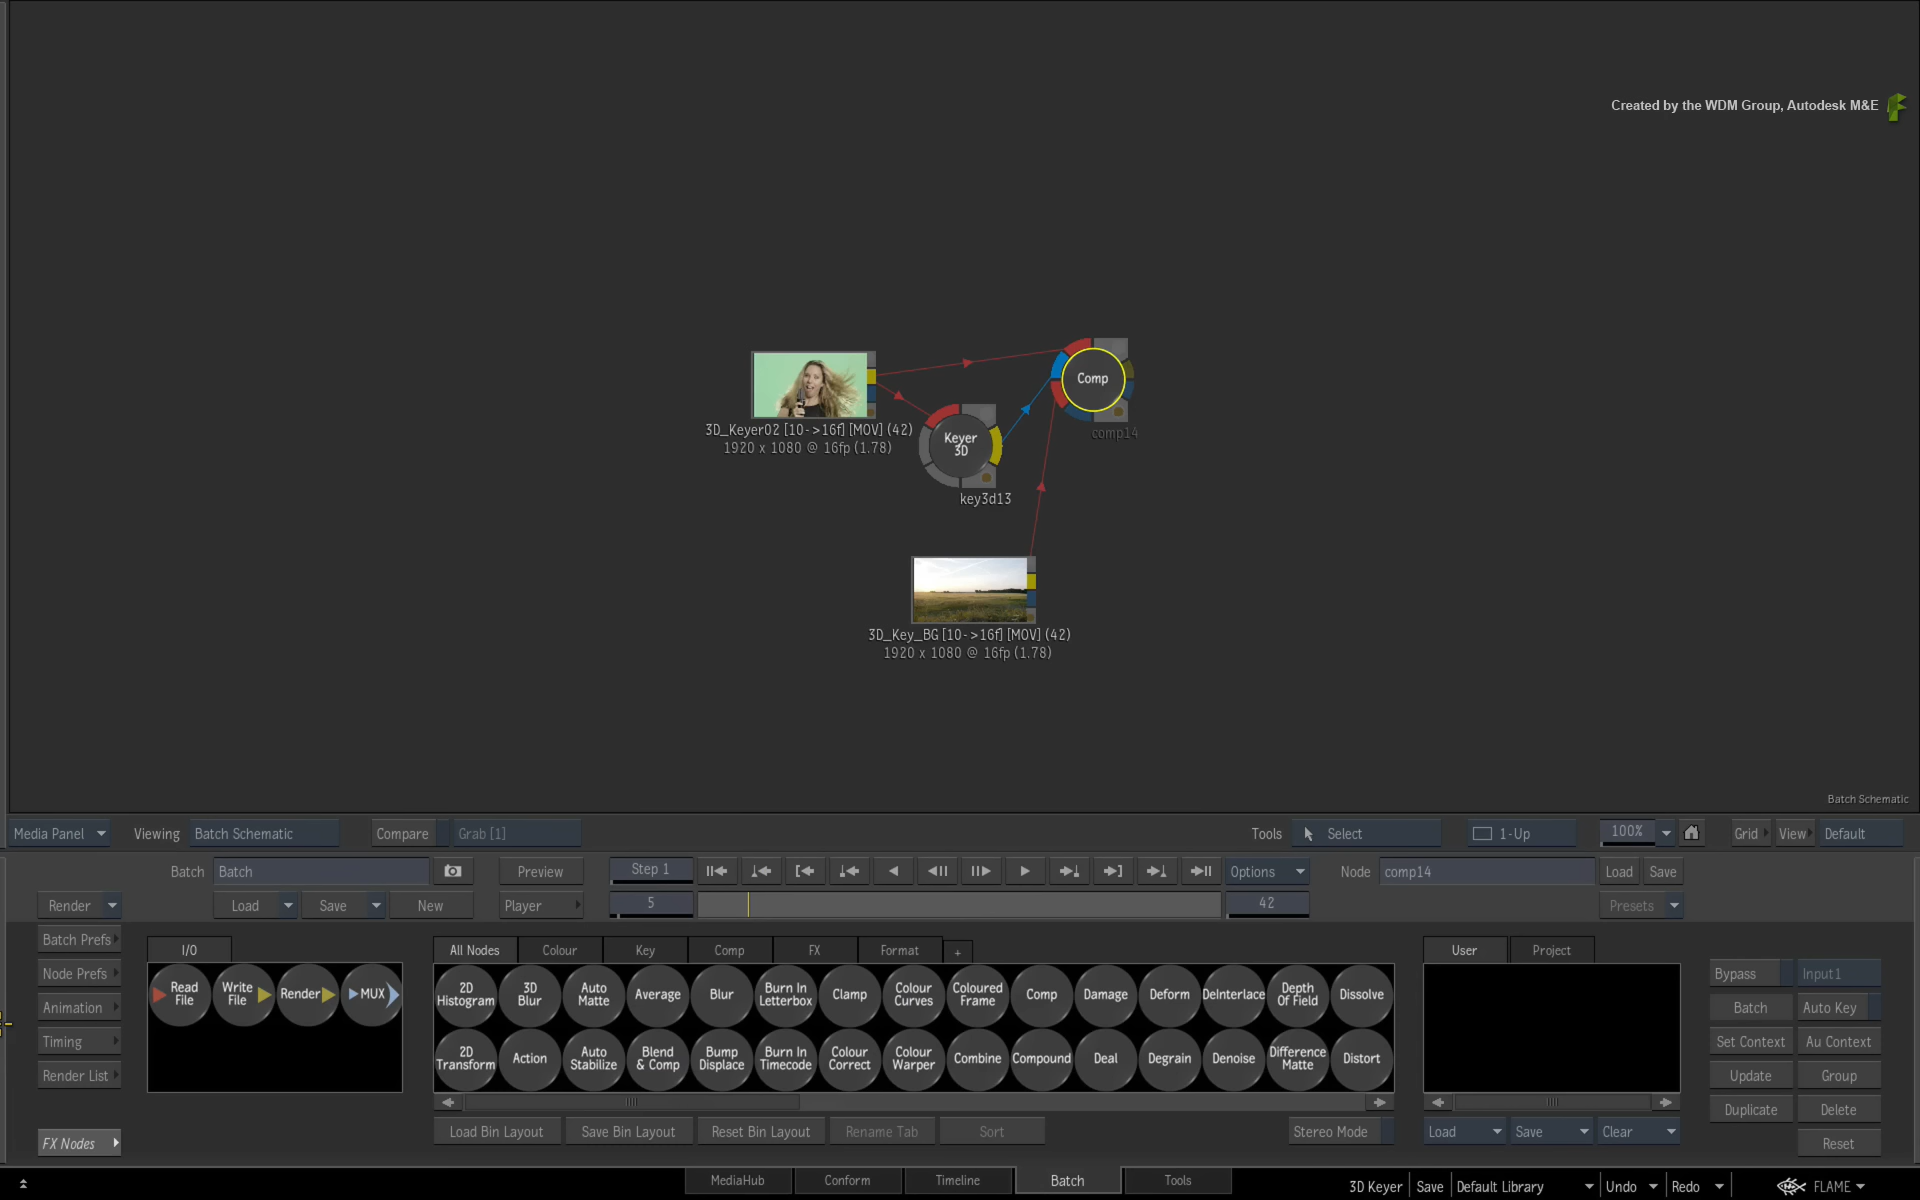 Created by the WDM Group, Autodesk M&E
Comp
comp14
3D_Keyer02 [10->16f] [MOV] (42)
1920 x 1080 @ 16fp (1.78)
Keyer
3D
key3d13
3D_Key_BG [10->16f] [MOV] (42)
1920 x 1080 @ 16fp (1.78)
Batch Schematic
Media Panel Viewing Batch Schematic Compare Grab [1] Tools Select 1-Up 100% Grid View Default
Batch Batch Preview Step 1 Options Node comp14 Load Save
Render Load Save New Player 5 42 Presets
Batch Prefs
Node Prefs
Animation
Timing
Render List
FX Nodes
I/O
Read
File
Write
File
Render
MUX
All Nodes Colour Key Comp FX Format +
2D
Histogram
3D
Blur
Auto
Matte
Average
Blur
Burn In
Letterbox
Clamp
Colour
Curves
Coloured
Frame
Comp
Damage
Deform
DeInterlace
Depth
Of Field
Dissolve
2D
Transform
Action
Auto
Stabilize
Blend
& Comp
Bump
Displace
Burn In
Timecode
Colour
Correct
Colour
Warper
Combine
Compound
Deal
Degrain
Denoise
Difference
Matte
Distort
Load Bin Layout Save Bin Layout Reset Bin Layout Rename Tab Sort Stereo Mode
User Project
Load Save Clear
Bypass Input1
Batch Auto Key
Set Context Au Context
Update Group
Duplicate Delete
Reset
MediaHub Conform Timeline Batch Tools
3D Keyer Save Default Library Undo Redo FLAME